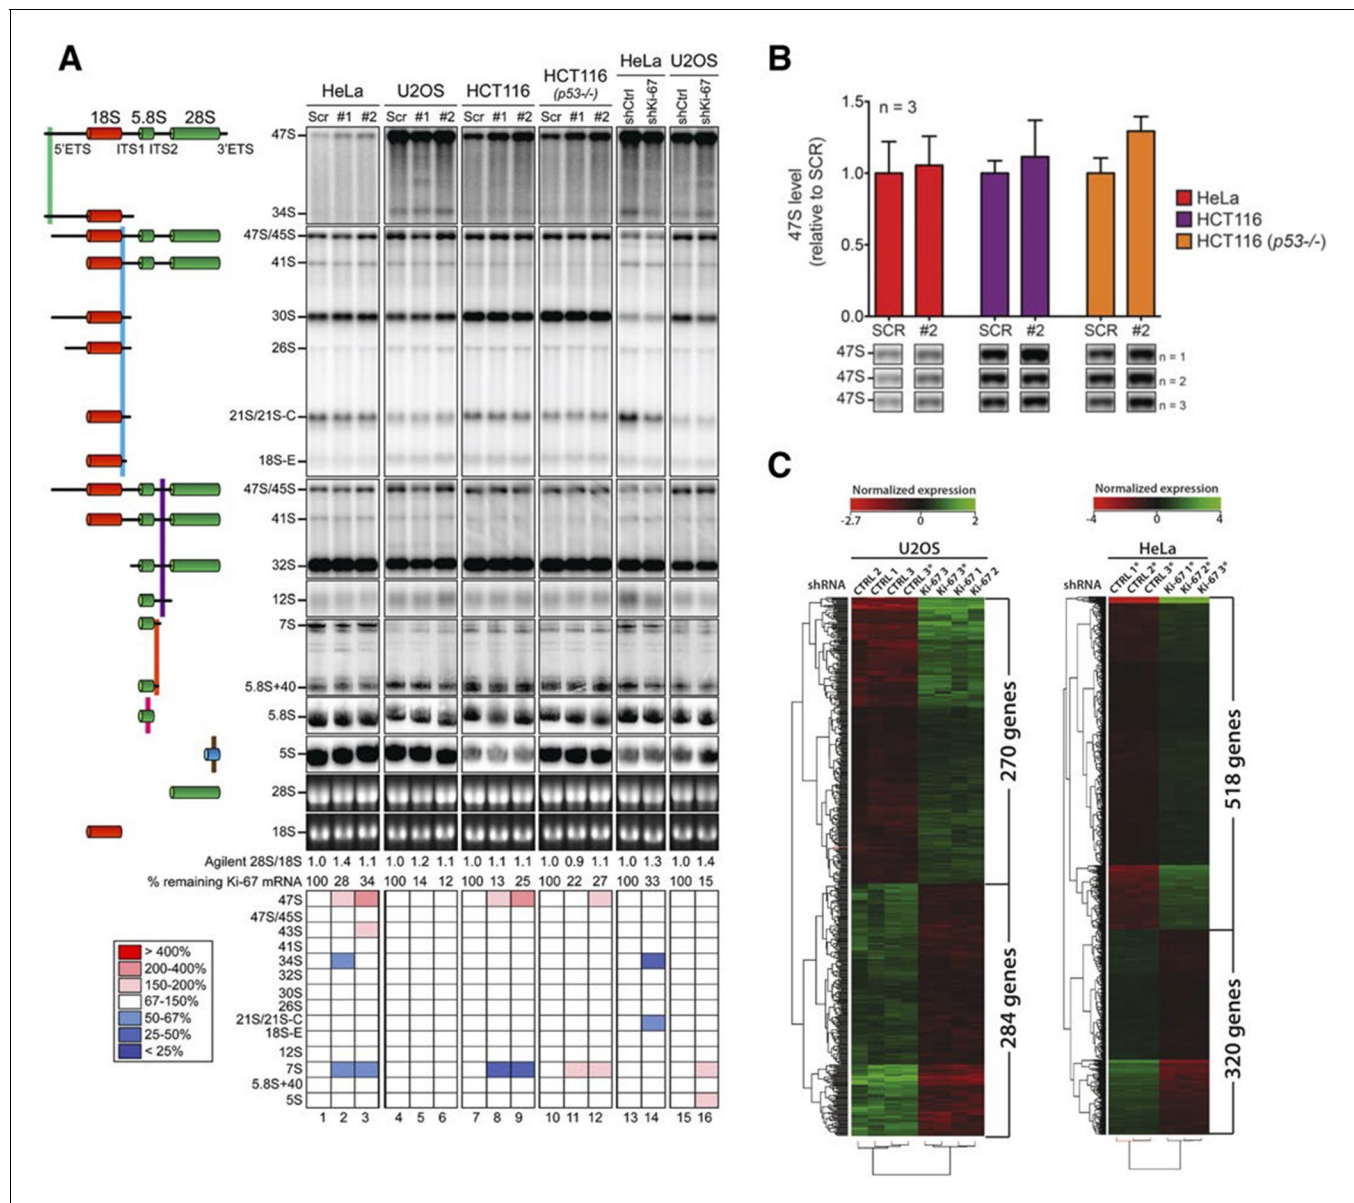 A
HeLa U2OS HCT116 HCT116 (p53-/-) HeLa U2OS
Scr #1 #2 Scr #1 #2 Scr #1 #2 Scr #1 #2 shCtrl shKi-67 shCtrl shKi-67
18S 5.8S 28S
5'ETS ITS1 ITS2 3'ETS
47S
34S
47S/45S
41S
30S
26S
21S/21S-C
18S-E
47S/45S
41S
32S
12S
7S
5.8S+40
5.8S
5S
28S
18S
Agilent 28S/18S 1.0 1.4 1.1 1.0 1.2 1.1 1.0 1.1 1.1 1.0 0.9 1.1 1.0 1.3 1.0 1.4
% remaining Ki-67 mRNA 100 28 34 100 14 12 100 13 25 100 22 27 100 33 100 15
47S
47S/45S
43S
41S
34S
32S
30S
26S
21S/21S-C
18S-E
12S
7S
5.8S+40
5S
1 2 3 4 5 6 7 8 9 10 11 12 13 14 15 16
> 400%
200-400%
150-200%
67-150%
50-67%
25-50%
< 25%
B
47S level
(relative to SCR)
1.5
1.0
0.5
0.0
n = 3
SCR #2 SCR #2 SCR #2
HeLa
HCT116
HCT116 (p53-/-)
47S n = 1
47S n = 2
47S n = 3
C
Normalized expression
-2.7 0 2
U2OS
shRNA CTRL 2 CTRL 1 CTRL 3 CTRL 3* Ki-67 3 Ki-67 3* Ki-67 1 Ki-67 2
270 genes
284 genes
Normalized expression
-4 0 4
HeLa
shRNA CTRL 1* CTRL 2* CTRL 3* Ki-67 1* Ki-67 2* Ki-67 3*
518 genes
320 genes